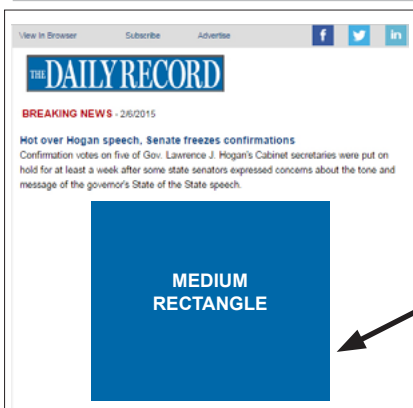 View In Browser Subscribe Advertise f in
THE DAILY RECORD
BREAKING NEWS - 2/6/2015
Hot over Hogan speech, Senate freezes confirmations
Confirmation votes on five of Gov. Lawrence J. Hogan's Cabinet secretaries were put on
hold for at least a week after some state senators expressed concerns about the tone and
message of the governor's State of the State speech.
MEDIUM
RECTANGLE